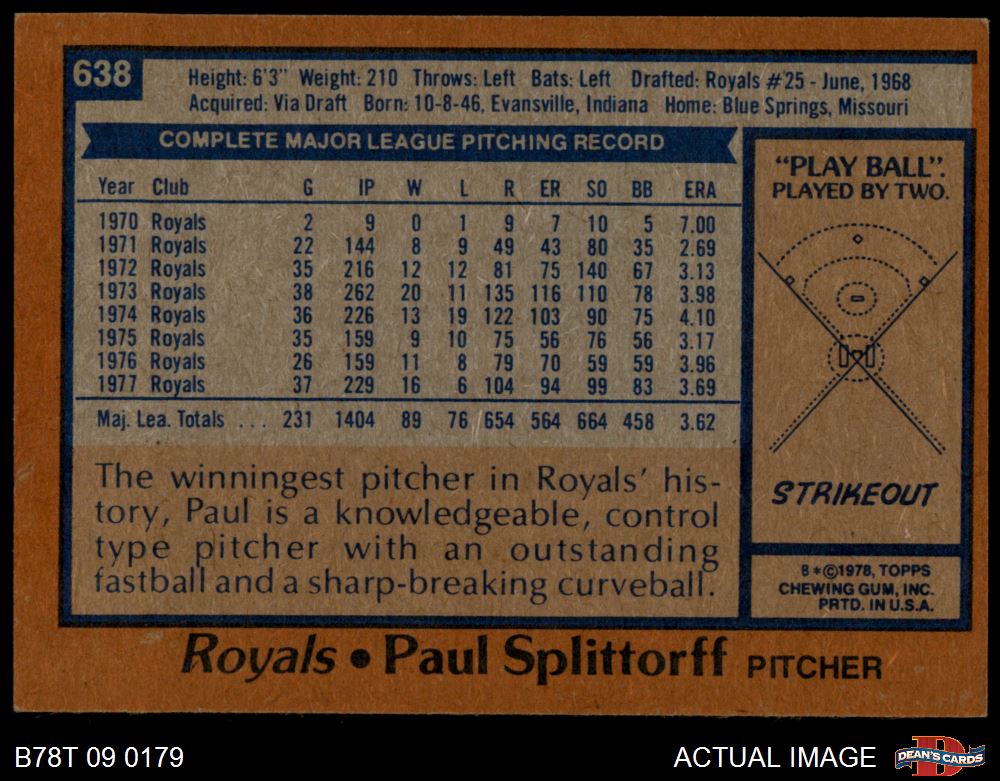 638
Height: 6'3" Weight: 210 Throws: Left Bats: Left Drafted: Royals #25 - June, 1968
Acquired: Via Draft Born: 10-8-46, Evansville, Indiana Home: Blue Springs, Missouri
COMPLETE MAJOR LEAGUE PITCHING RECORD
Year Club G IP W L R ER SO BB ERA
1970 Royals 2 9 0 1 9 7 10 5 7.00
1971 Royals 22 144 8 9 49 43 80 35 2.69
1972 Royals 35 216 12 12 81 75 140 67 3.13
1973 Royals 38 262 20 11 135 116 110 78 3.98
1974 Royals 36 226 13 19 122 103 90 75 4.10
1975 Royals 35 159 9 10 75 56 76 56 3.17
1976 Royals 26 159 11 8 79 70 59 59 3.96
1977 Royals 37 229 16 6 104 94 99 83 3.69
Maj. Lea. Totals ... 231 1404 89 76 654 564 664 458 3.62
The winningest pitcher in Royals' his-
tory, Paul is a knowledgeable, control
type pitcher with an outstanding
fastball and a sharp-breaking curveball.
"PLAY BALL".
PLAYED BY TWO.
STRIKEOUT
8*©1978, TOPPS
CHEWING GUM, INC.
PRTD. IN U.S.A.
Royals • Paul Splittorff PITCHER
B78T 09 0179
ACTUAL IMAGE
D
DEAN'S CARDS